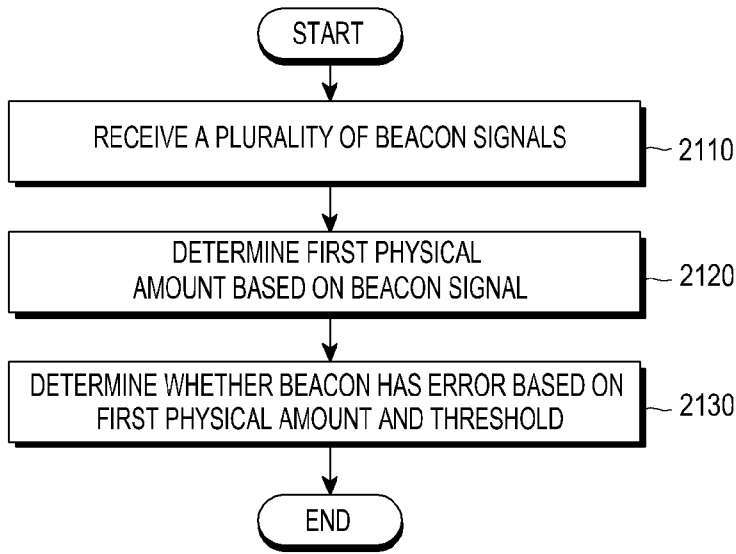 START
RECEIVE A PLURALITY OF BEACON SIGNALS
2110
DETERMINE FIRST PHYSICAL
AMOUNT BASED ON BEACON SIGNAL
2120
DETERMINE WHETHER BEACON HAS ERROR BASED ON
FIRST PHYSICAL AMOUNT AND THRESHOLD
2130
END